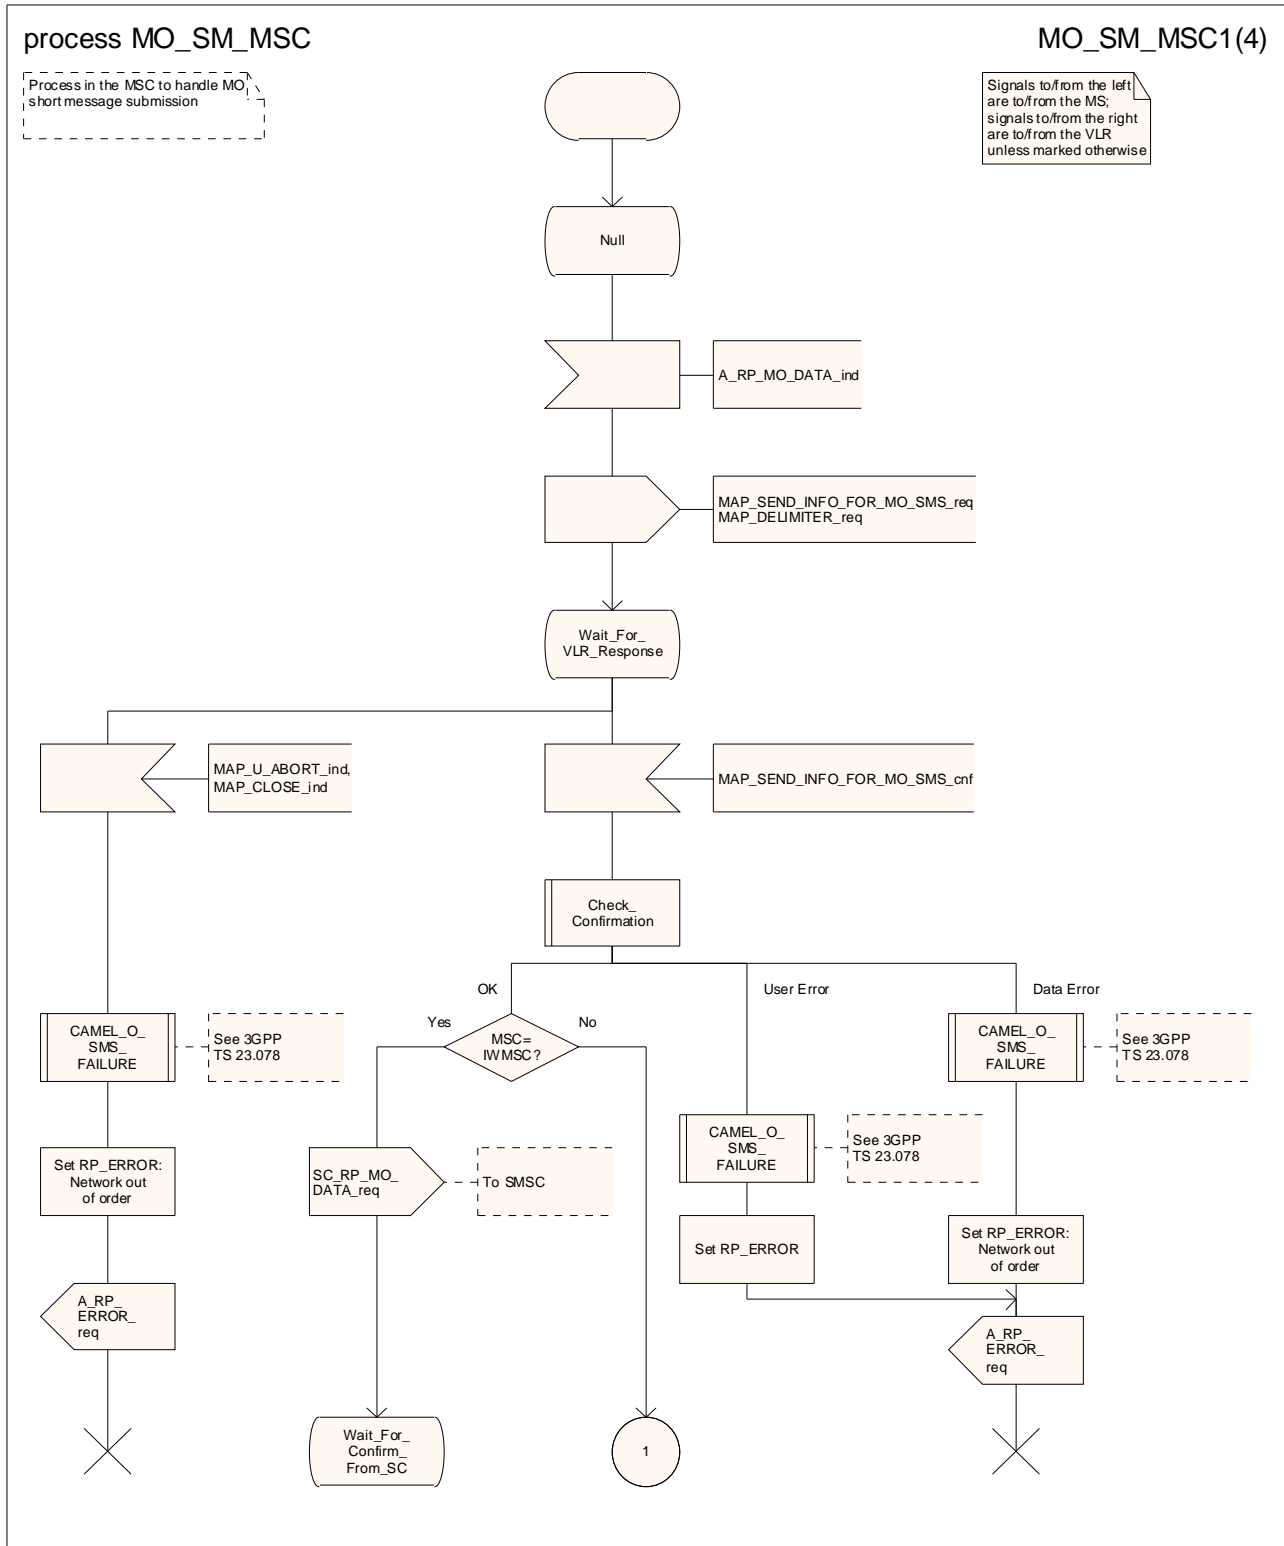 process MO_SM_MSC
MO_SM_MSC1(4)
Process in the MSC to handle MO
short message submission
Signals to/from the left
are to/from the MS;
signals to/from the right
are to/from the VLR
unless marked otherwise
Null
A_RP_MO_DATA_ind
MAP_SEND_INFO_FOR_MO_SMS_req
MAP_DELIMITER_req
Wait_For_
VLR_Response
MAP_U_ABORT_ind,
MAP_CLOSE_ind
MAP_SEND_INFO_FOR_MO_SMS_cnf
Check_
Confirmation
OK
User Error
Data Error
Yes
No
MSC=
IWMSC?
CAMEL_O_
SMS_
FAILURE
See 3GPP
TS 23.078
CAMEL_O_
SMS_
FAILURE
See 3GPP
TS 23.078
CAMEL_O_
SMS_
FAILURE
See 3GPP
TS 23.078
Set RP_ERROR:
Network out
of order
SC_RP_MO_
DATA_req
To SMSC
Set RP_ERROR
Set RP_ERROR:
Network out
of order
A_RP_
ERROR_
req
A_RP_
ERROR_
req
Wait_For_
Confirm_
From_SC
1